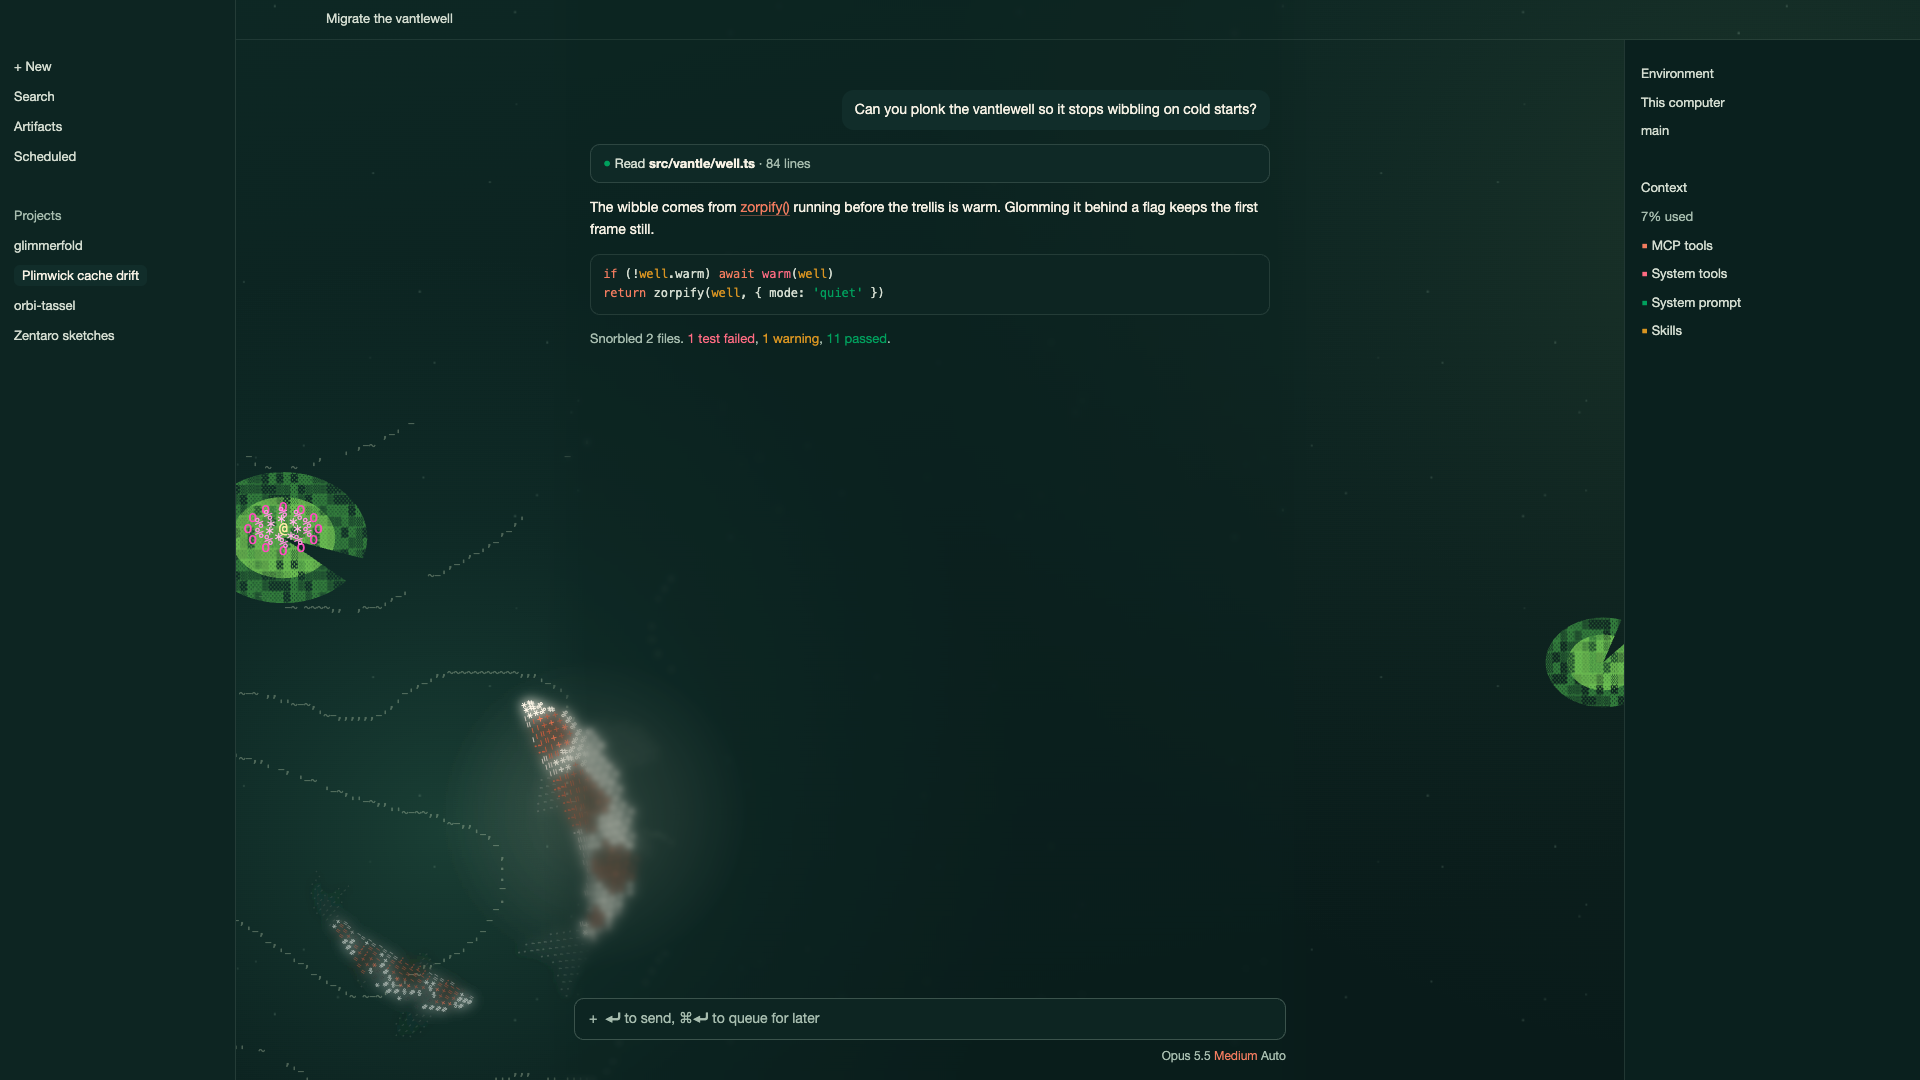 Migrate the vantlewell
+ New
Search
Artifacts
Scheduled
Projects
glimmerfold
Plimwick cache drift
orbi-tassel
Zentaro sketches
Can you plonk the vantlewell so it stops wibbling on cold starts?
Read src/vantle/well.ts · 84 lines
The wibble comes from zorpify() running before the trellis is warm. Glomming it behind a flag keeps the first
frame still.
if (!well.warm) await warm(well)
return zorpify(well, { mode: 'quiet' })
Snorbled 2 files. 1 test failed, 1 warning, 11 passed.
+ ↵ to send, ⌘↵ to queue for later
Opus 5.5 Medium Auto
Environment
This computer
main
Context
7% used
MCP tools
System tools
System prompt
Skills